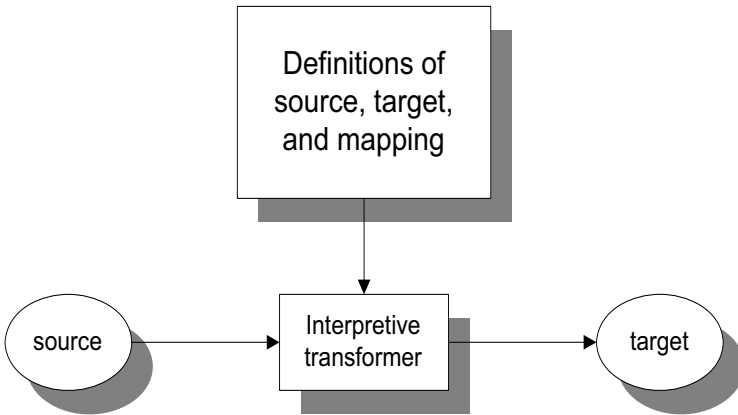 Definitions of
source, target,
and mapping
source
Interpretive
transformer
target